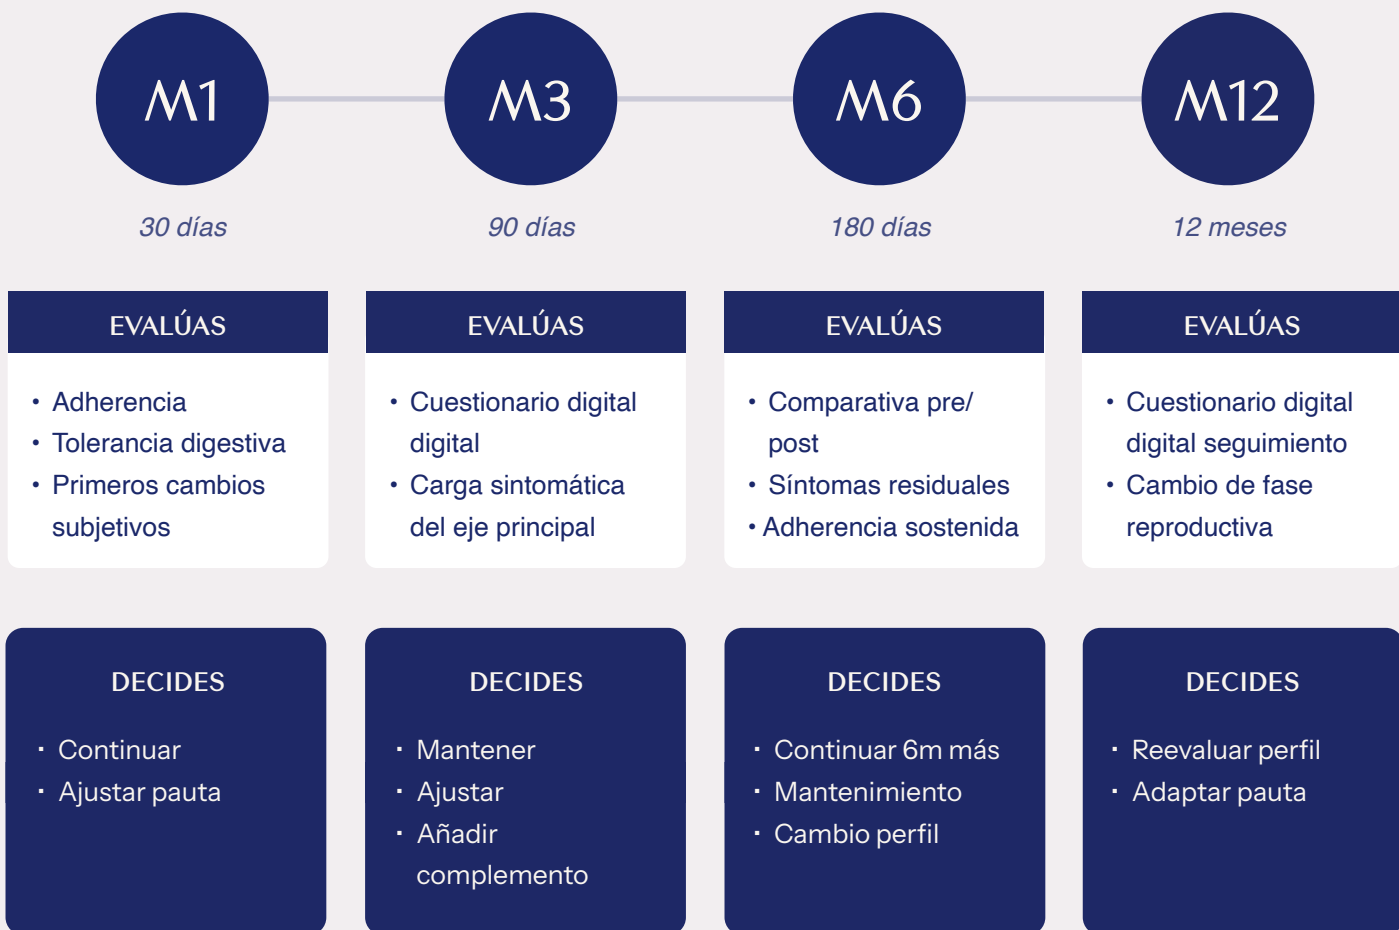 M1
M3
M6
M12
30 días
90 días
180 días
12 meses
EVALÚAS
• Adherencia
• Tolerancia digestiva
• Primeros cambios
subjetivos
EVALÚAS
• Cuestionario digital
digital
• Carga sintomática
del eje principal
EVALÚAS
• Comparativa pre/
post
• Síntomas residuales
• Adherencia sostenida
EVALÚAS
• Cuestionario digital
digital seguimiento
• Cambio de fase
reproductiva
DECIDES
· Continuar
· Ajustar pauta
DECIDES
· Mantener
· Ajustar
· Añadir
complemento
DECIDES
· Continuar 6m más
· Mantenimiento
· Cambio perfil
DECIDES
· Reevaluar perfil
· Adaptar pauta